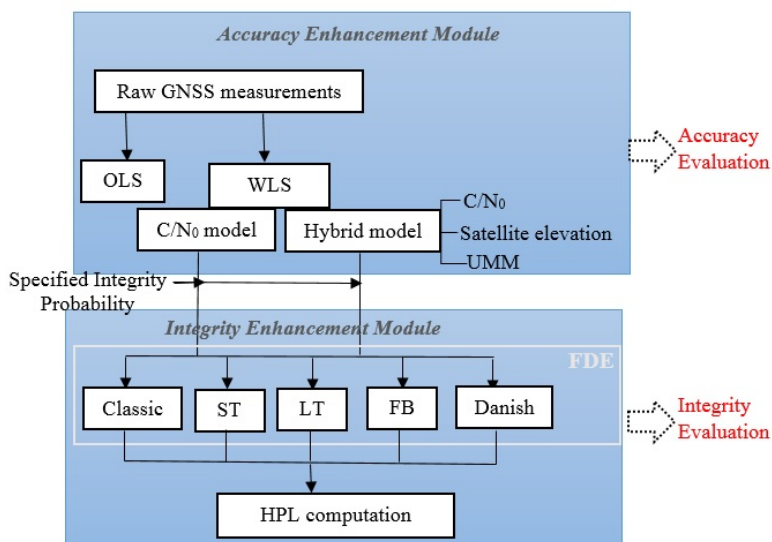 Accuracy Enhancement Module
Raw GNSS measurements
OLS
WLS
C/N₀ model
Hybrid model
C/N₀
Satellite elevation
UMM
Accuracy
Evaluation
Specified Integrity
Probability
Integrity Enhancement Module
FDE
Classic
ST
LT
FB
Danish
Integrity
Evaluation
HPL computation